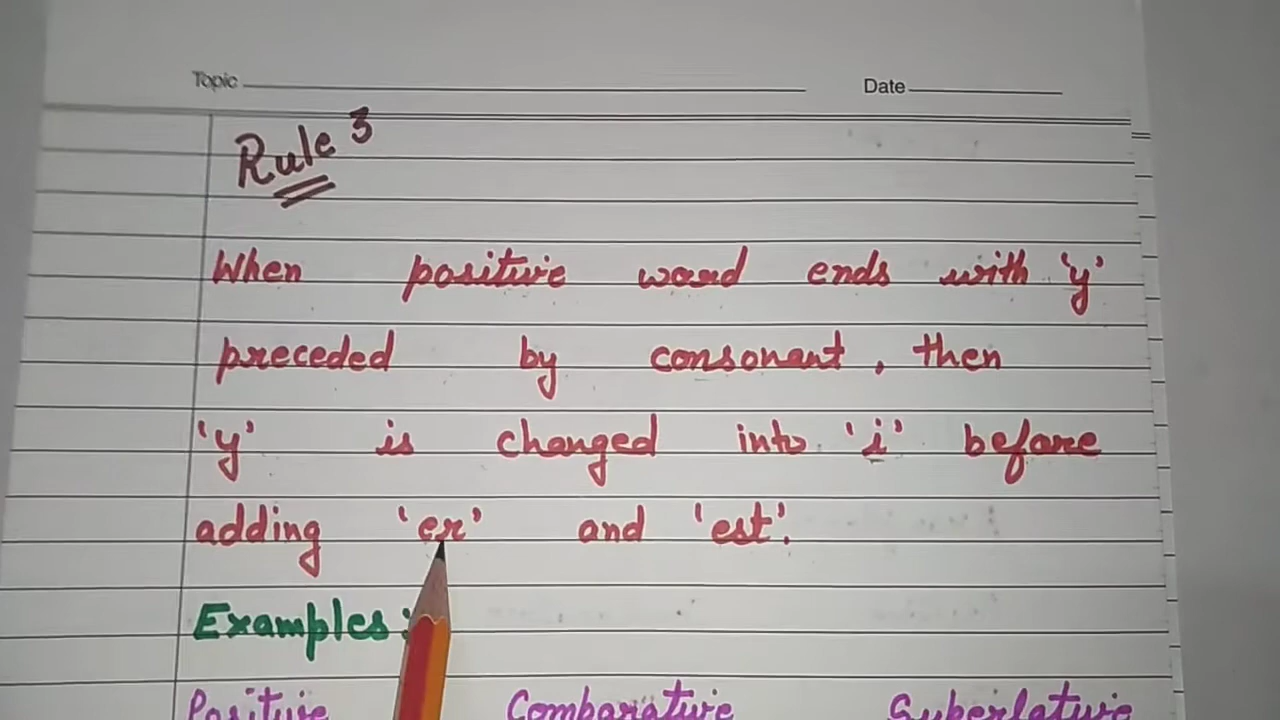 Topic Date
Rule 3
When positive word ends with 'y'
preceded by consonant, then
'y' is changed into 'i' before
adding 'er' and 'est'.
Examples:
Positive Comparative Superlative